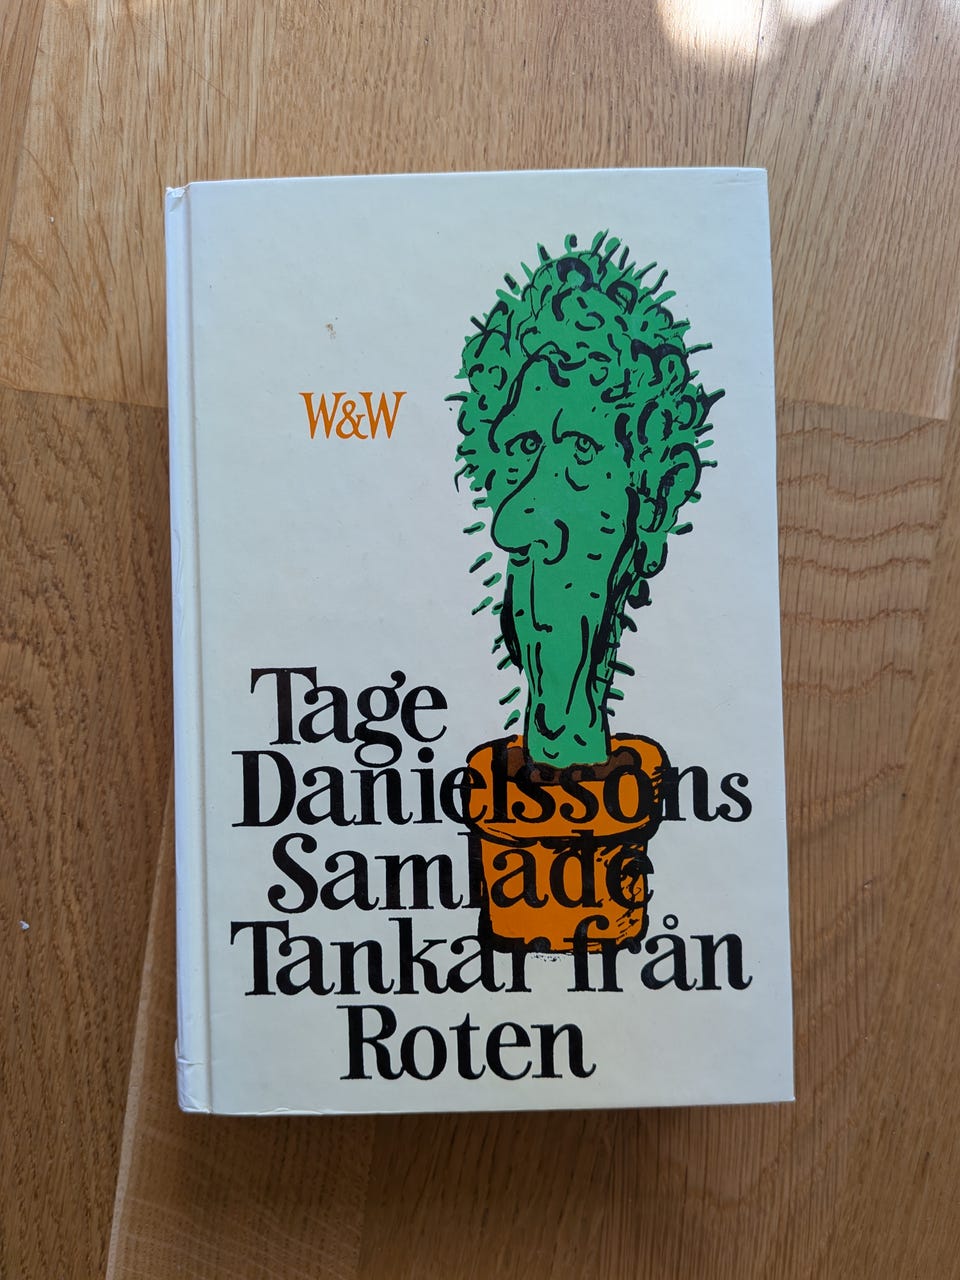 W&W
Tage
Danielssons
Samlade
Tankar från
Roten